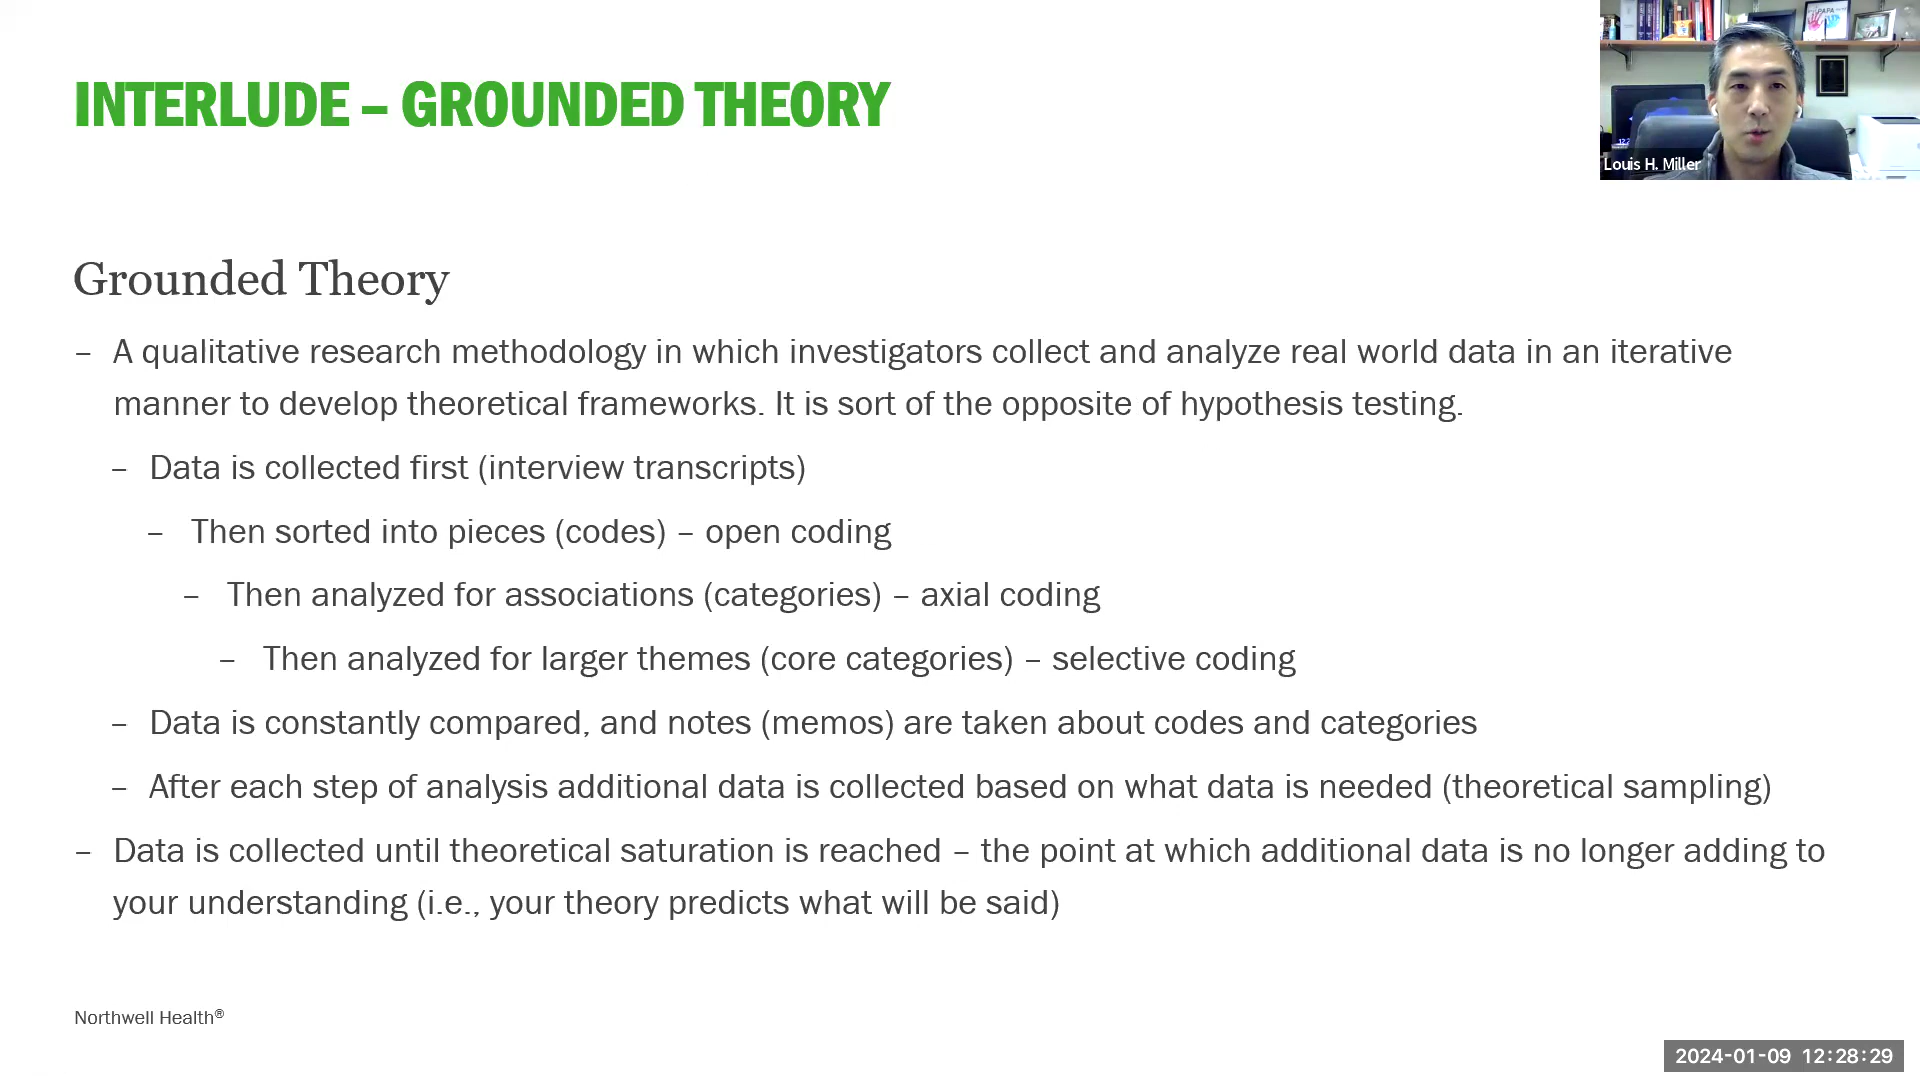 INTERLUDE – GROUNDED THEORY
PAPA
Louis H. Miller
Grounded Theory
– A qualitative research methodology in which investigators collect and analyze real world data in an iterative
manner to develop theoretical frameworks. It is sort of the opposite of hypothesis testing.
– Data is collected first (interview transcripts)
– Then sorted into pieces (codes) – open coding
– Then analyzed for associations (categories) – axial coding
– Then analyzed for larger themes (core categories) – selective coding
– Data is constantly compared, and notes (memos) are taken about codes and categories
– After each step of analysis additional data is collected based on what data is needed (theoretical sampling)
– Data is collected until theoretical saturation is reached – the point at which additional data is no longer adding to
your understanding (i.e., your theory predicts what will be said)
Northwell Health®
2024-01-09 12:28:29